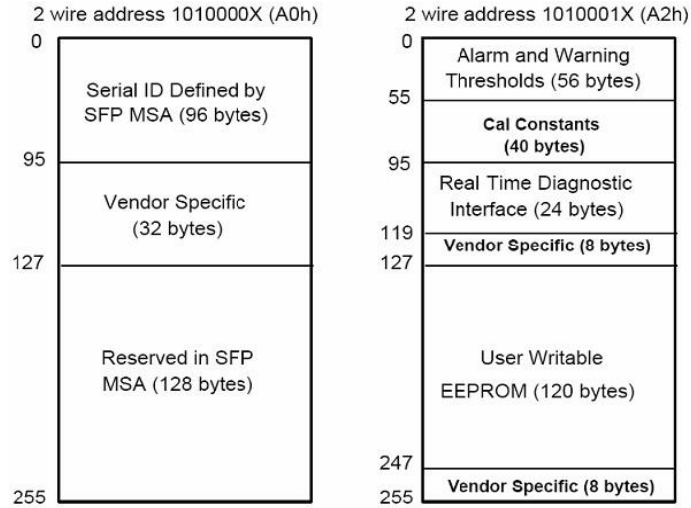 2 wire address 1010000X (A0h)
0
Serial ID Defined by
SFP MSA (96 bytes)
95
Vendor Specific
(32 bytes)
127
Reserved in SFP
MSA (128 bytes)
255
2 wire address 1010001X (A2h)
0
Alarm and Warning
Thresholds (56 bytes)
55
Cal Constants
(40 bytes)
95
Real Time Diagnostic
Interface (24 bytes)
119
Vendor Specific (8 bytes)
127
User Writable
EEPROM (120 bytes)
247
Vendor Specific (8 bytes)
255